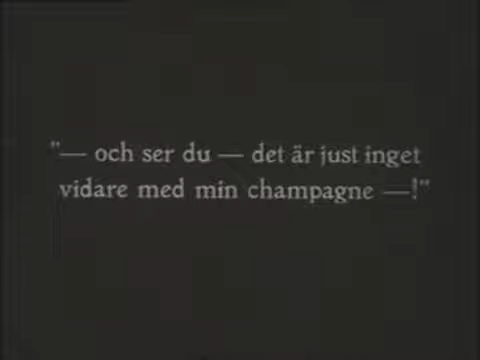 "— och ser du — det är just inget
vidare med min champagne —!"